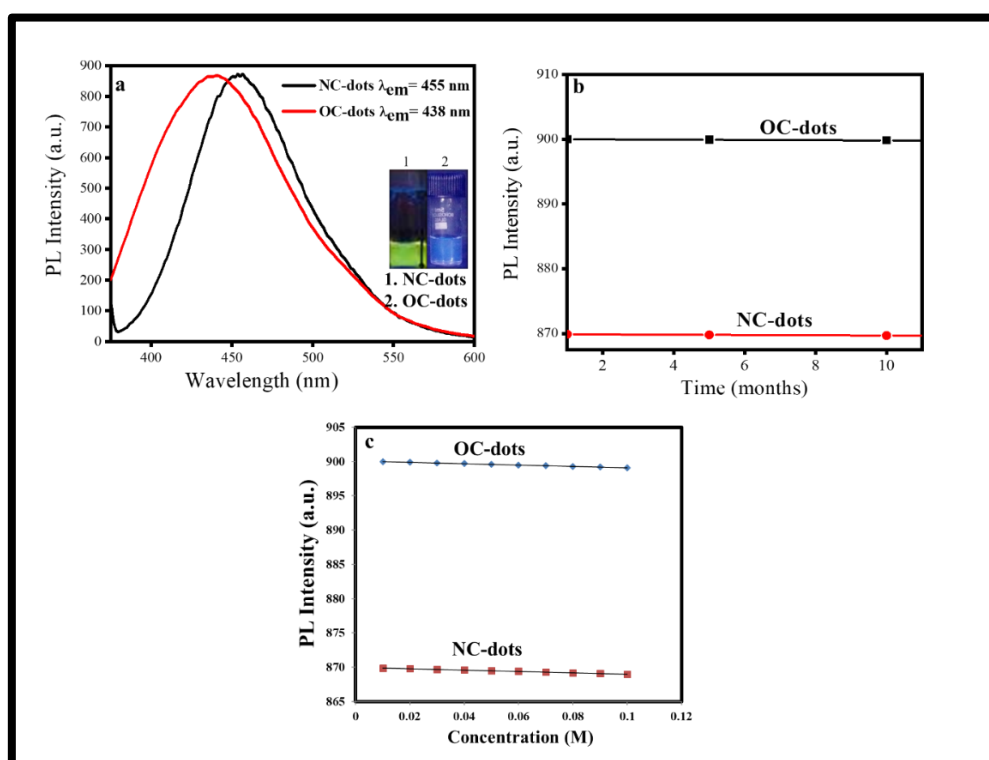 a
NC-dots λem= 455 nm
OC-dots λem= 438 nm
1 2
1. NC-dots
2. OC-dots
PL Intensity (a.u.)
900
800
700
600
500
400
300
200
100
0
400 450 500 550 600
Wavelength (nm)
b
OC-dots
NC-dots
PL Intensity (a.u.)
910
900
890
880
870
2 4 6 8 10
Time (months)
c
OC-dots
NC-dots
PL Intensity (a.u.)
905
900
895
890
885
880
875
870
865
0 0.02 0.04 0.06 0.08 0.1 0.12
Concentration (M)